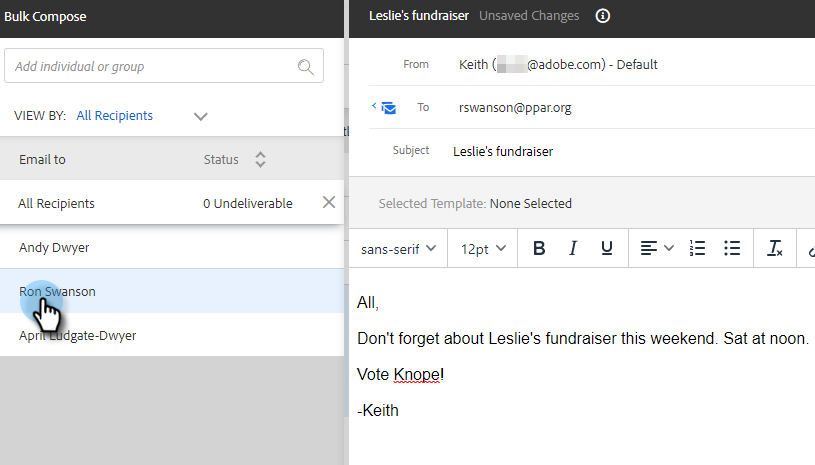 Bulk Compose
Add individual or group
VIEW BY: All Recipients
Email to Status
All Recipients 0 Undeliverable
Andy Dwyer
Ron Swanson
April Ludgate-Dwyer
Leslie's fundraiser Unsaved Changes
From Keith ( @adobe.com) - Default
To rswanson@ppar.org
Subject Leslie's fundraiser
Selected Template: None Selected
sans-serif 12pt B I U
All,
Don't forget about Leslie's fundraiser this weekend. Sat at noon.
Vote Knope!
-Keith